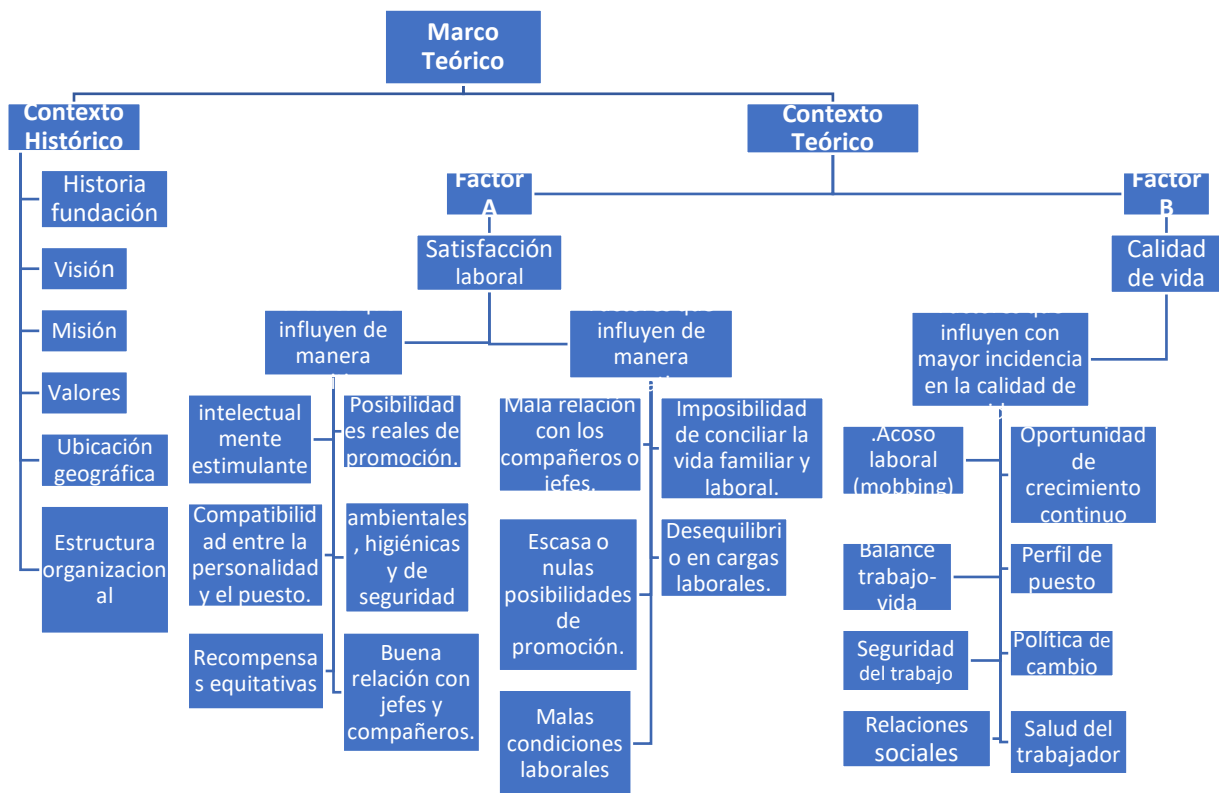 Marco
Teórico
Contexto
Histórico
Historia
fundación
Visión
Misión
Valores
Ubicación
geográfica
Estructura
organizacion
al
Contexto
Teórico
Factor
A
Satisfacción
laboral
influyen de
manera
intelectual
mente
estimulante
Posibilidad
es reales de
promoción.
Compatibilid
ad entre la
personalidad
y el puesto.
ambientales
, higiénicas
y de
seguridad
Recompensa
s equitativas
Buena
relación con
jefes y
compañeros.
influyen de
manera
Mala relación
con los
compañeros o
jefes.
Imposibilidad
de conciliar la
vida familiar y
laboral.
Escasa o
nulas
posibilidades
de
promoción.
Desequilibri
o en cargas
laborales.
Malas
condiciones
laborales
Factor
B
Calidad
de vida
influyen con
mayor incidencia
en la calidad de
.Acoso
laboral
(mobbing)
Oportunidad
de
crecimiento
continuo
Balance
trabajo-
vida
Perfil de
puesto
Seguridad
del trabajo
Política de
cambio
Relaciones
sociales
Salud del
trabajador